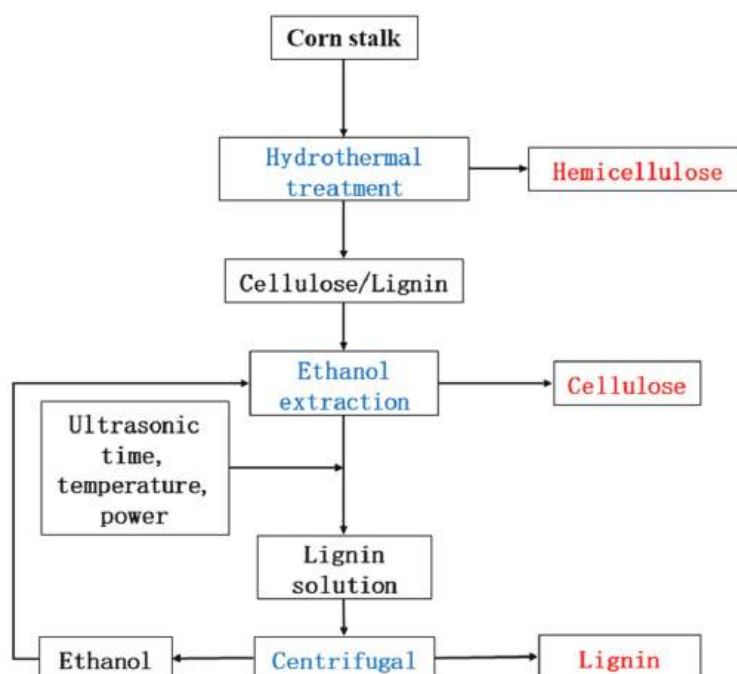 Corn stalk
Hydrothermal
treatment
Hemicellulose
Cellulose/Lignin
Ethanol
extraction
Cellulose
Ultrasonic
time,
temperature,
power
Lignin
solution
Ethanol
Centrifugal
Lignin